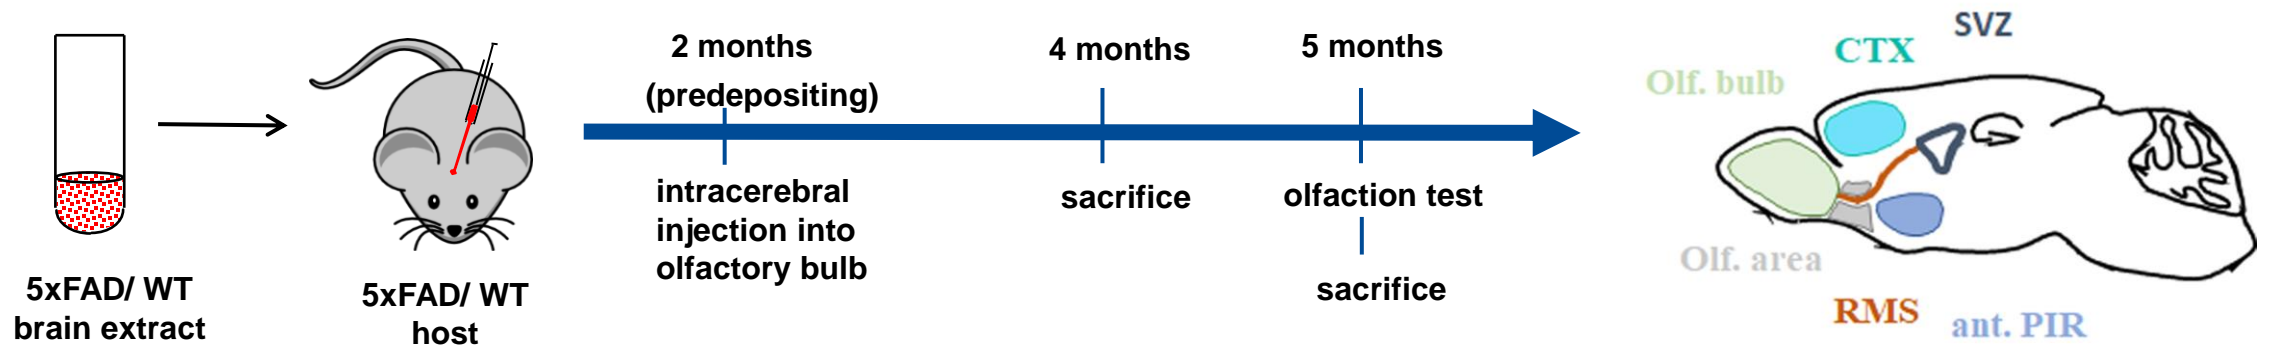 5xFAD/ WT
brain extract
5xFAD/ WT
host
2 months
(predepositing)
intracerebral
injection into
olfactory bulb
4 months
sacrifice
5 months
olfaction test
sacrifice
SVZ
CTX
Olf. bulb
Olf. area
RMS
ant. PIR